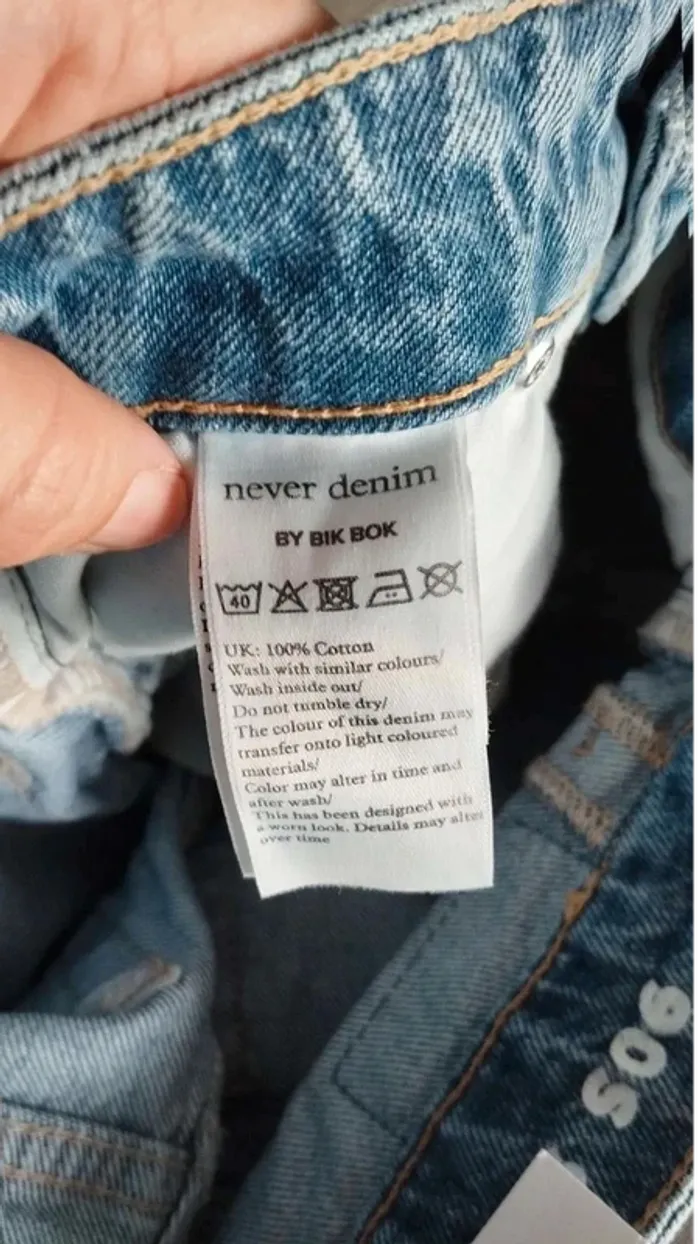 never denim
BY BIK BOK
40
UK: 100% Cotton
Wash with similar colours/
Wash inside out/
Do not tumble dry/
The colour of this denim may
transfer onto light coloured
materials/
Color may alter in time and
after wash/
This has been designed with
a worn look. Details may alter
over time
90S